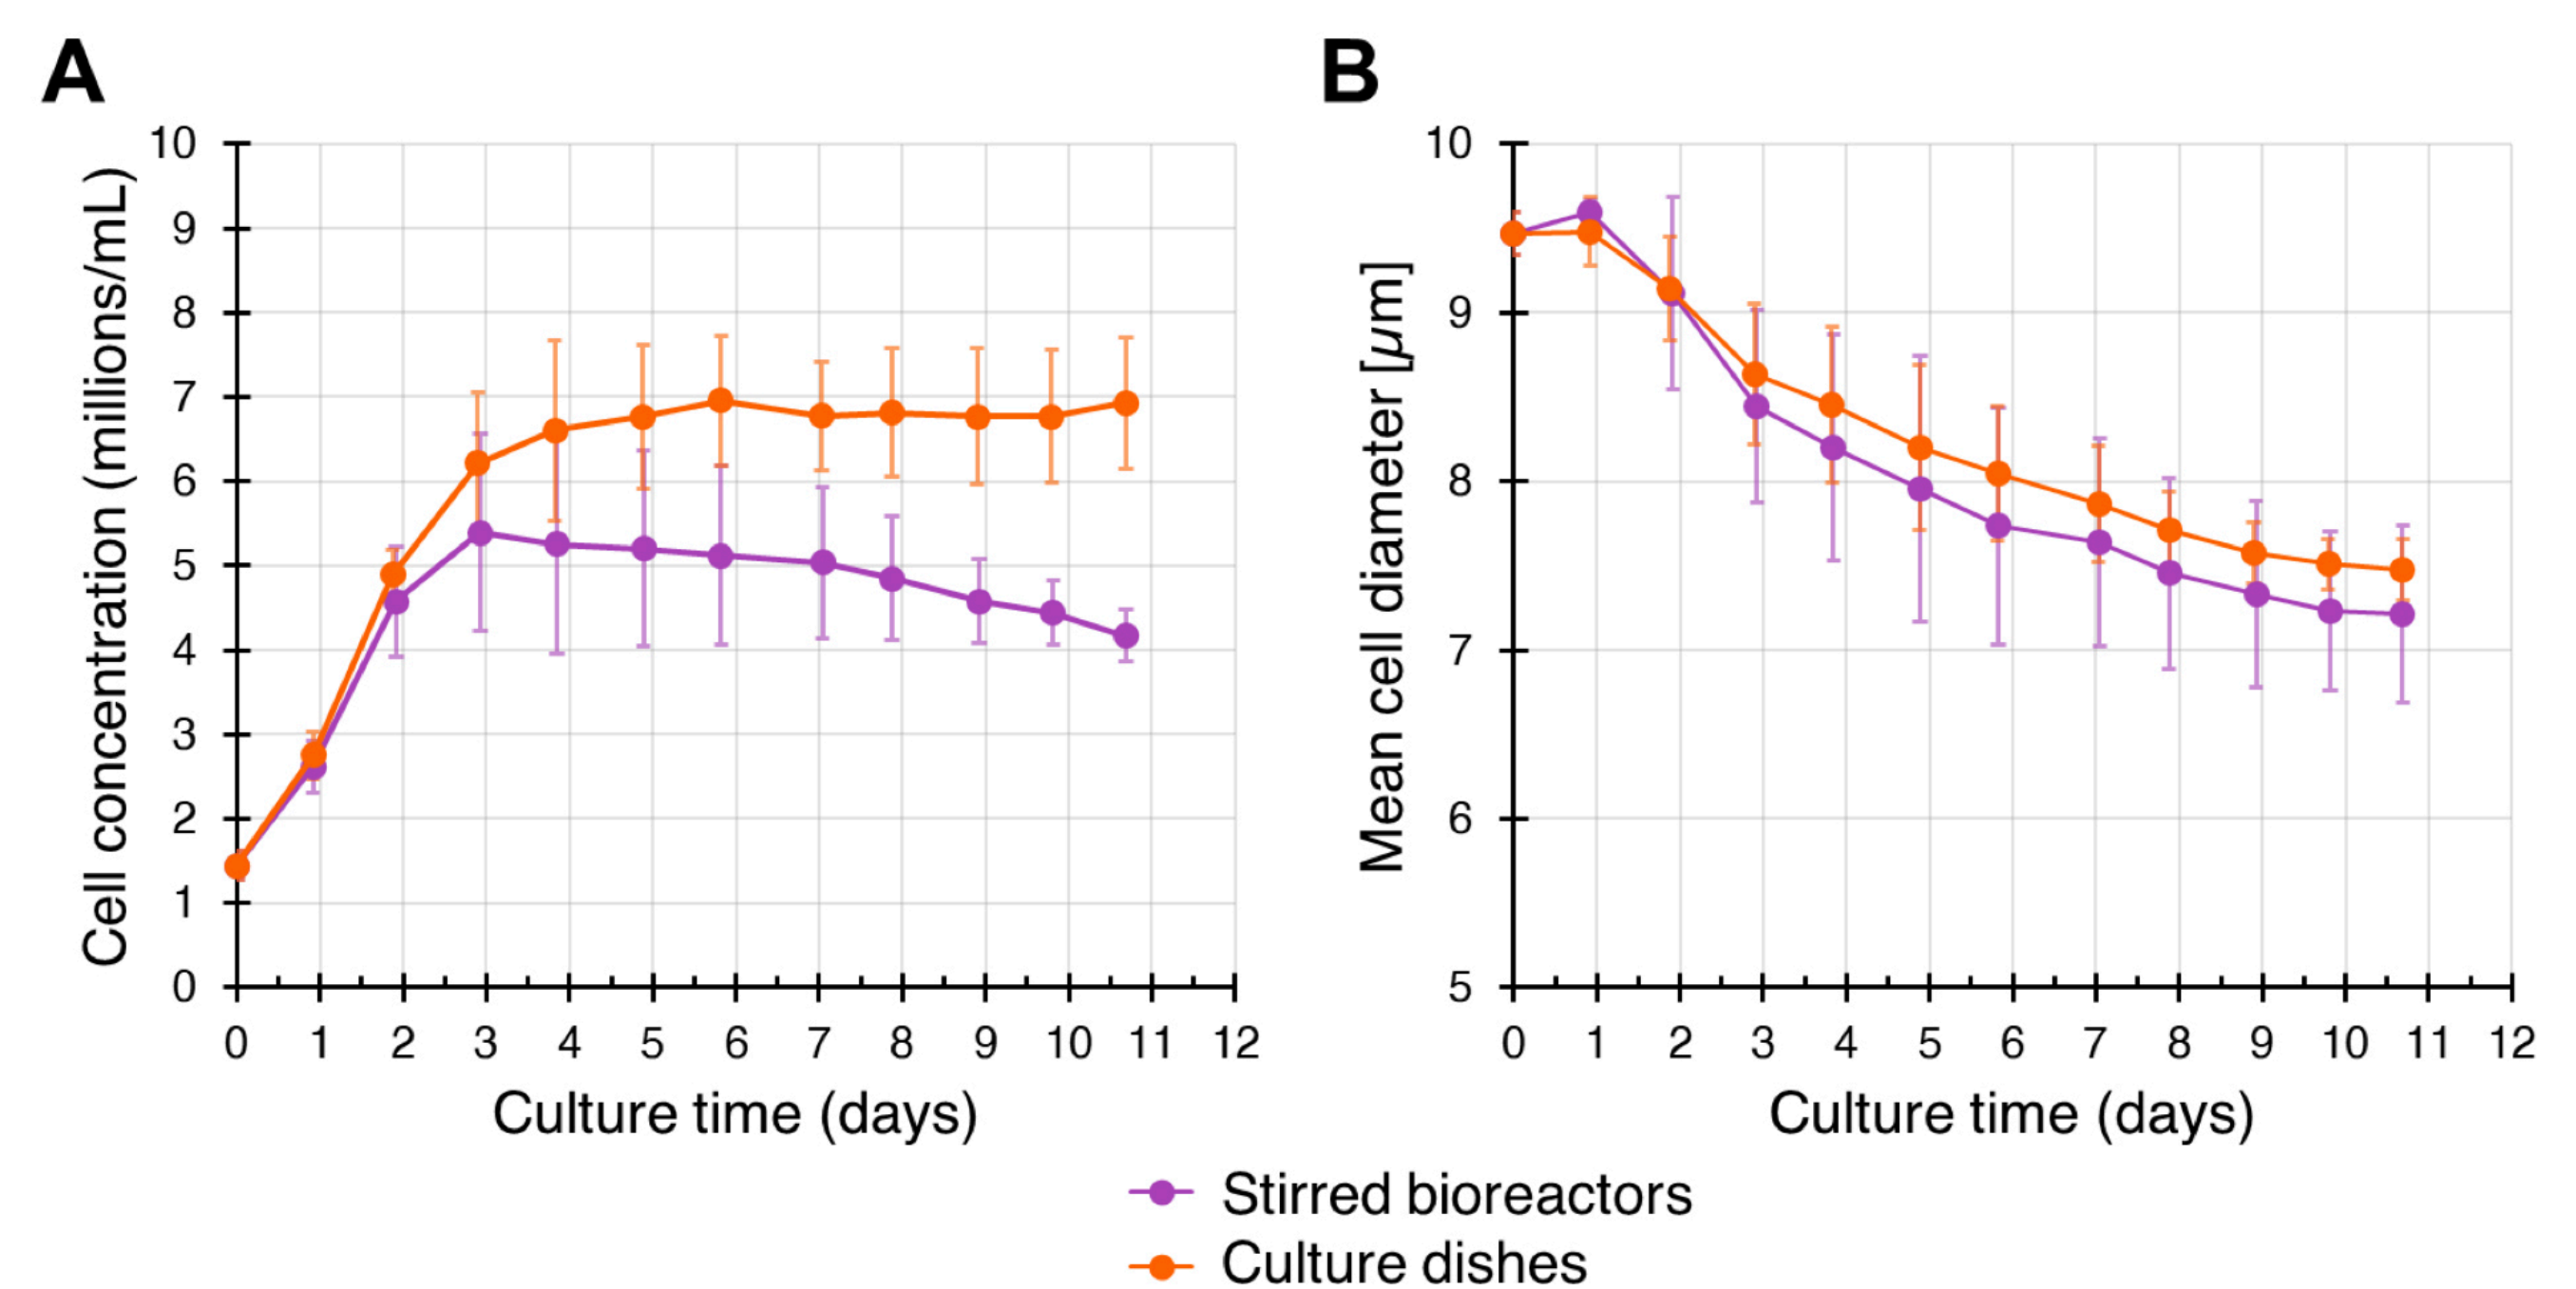 A
B
Cell concentration (millions/mL)
10
9
8
7
6
5
4
3
2
1
0
0 1 2 3 4 5 6 7 8 9 10 11 12
Culture time (days)
Mean cell diameter [µm]
10
9
8
7
6
5
0 1 2 3 4 5 6 7 8 9 10 11 12
Culture time (days)
Stirred bioreactors
Culture dishes